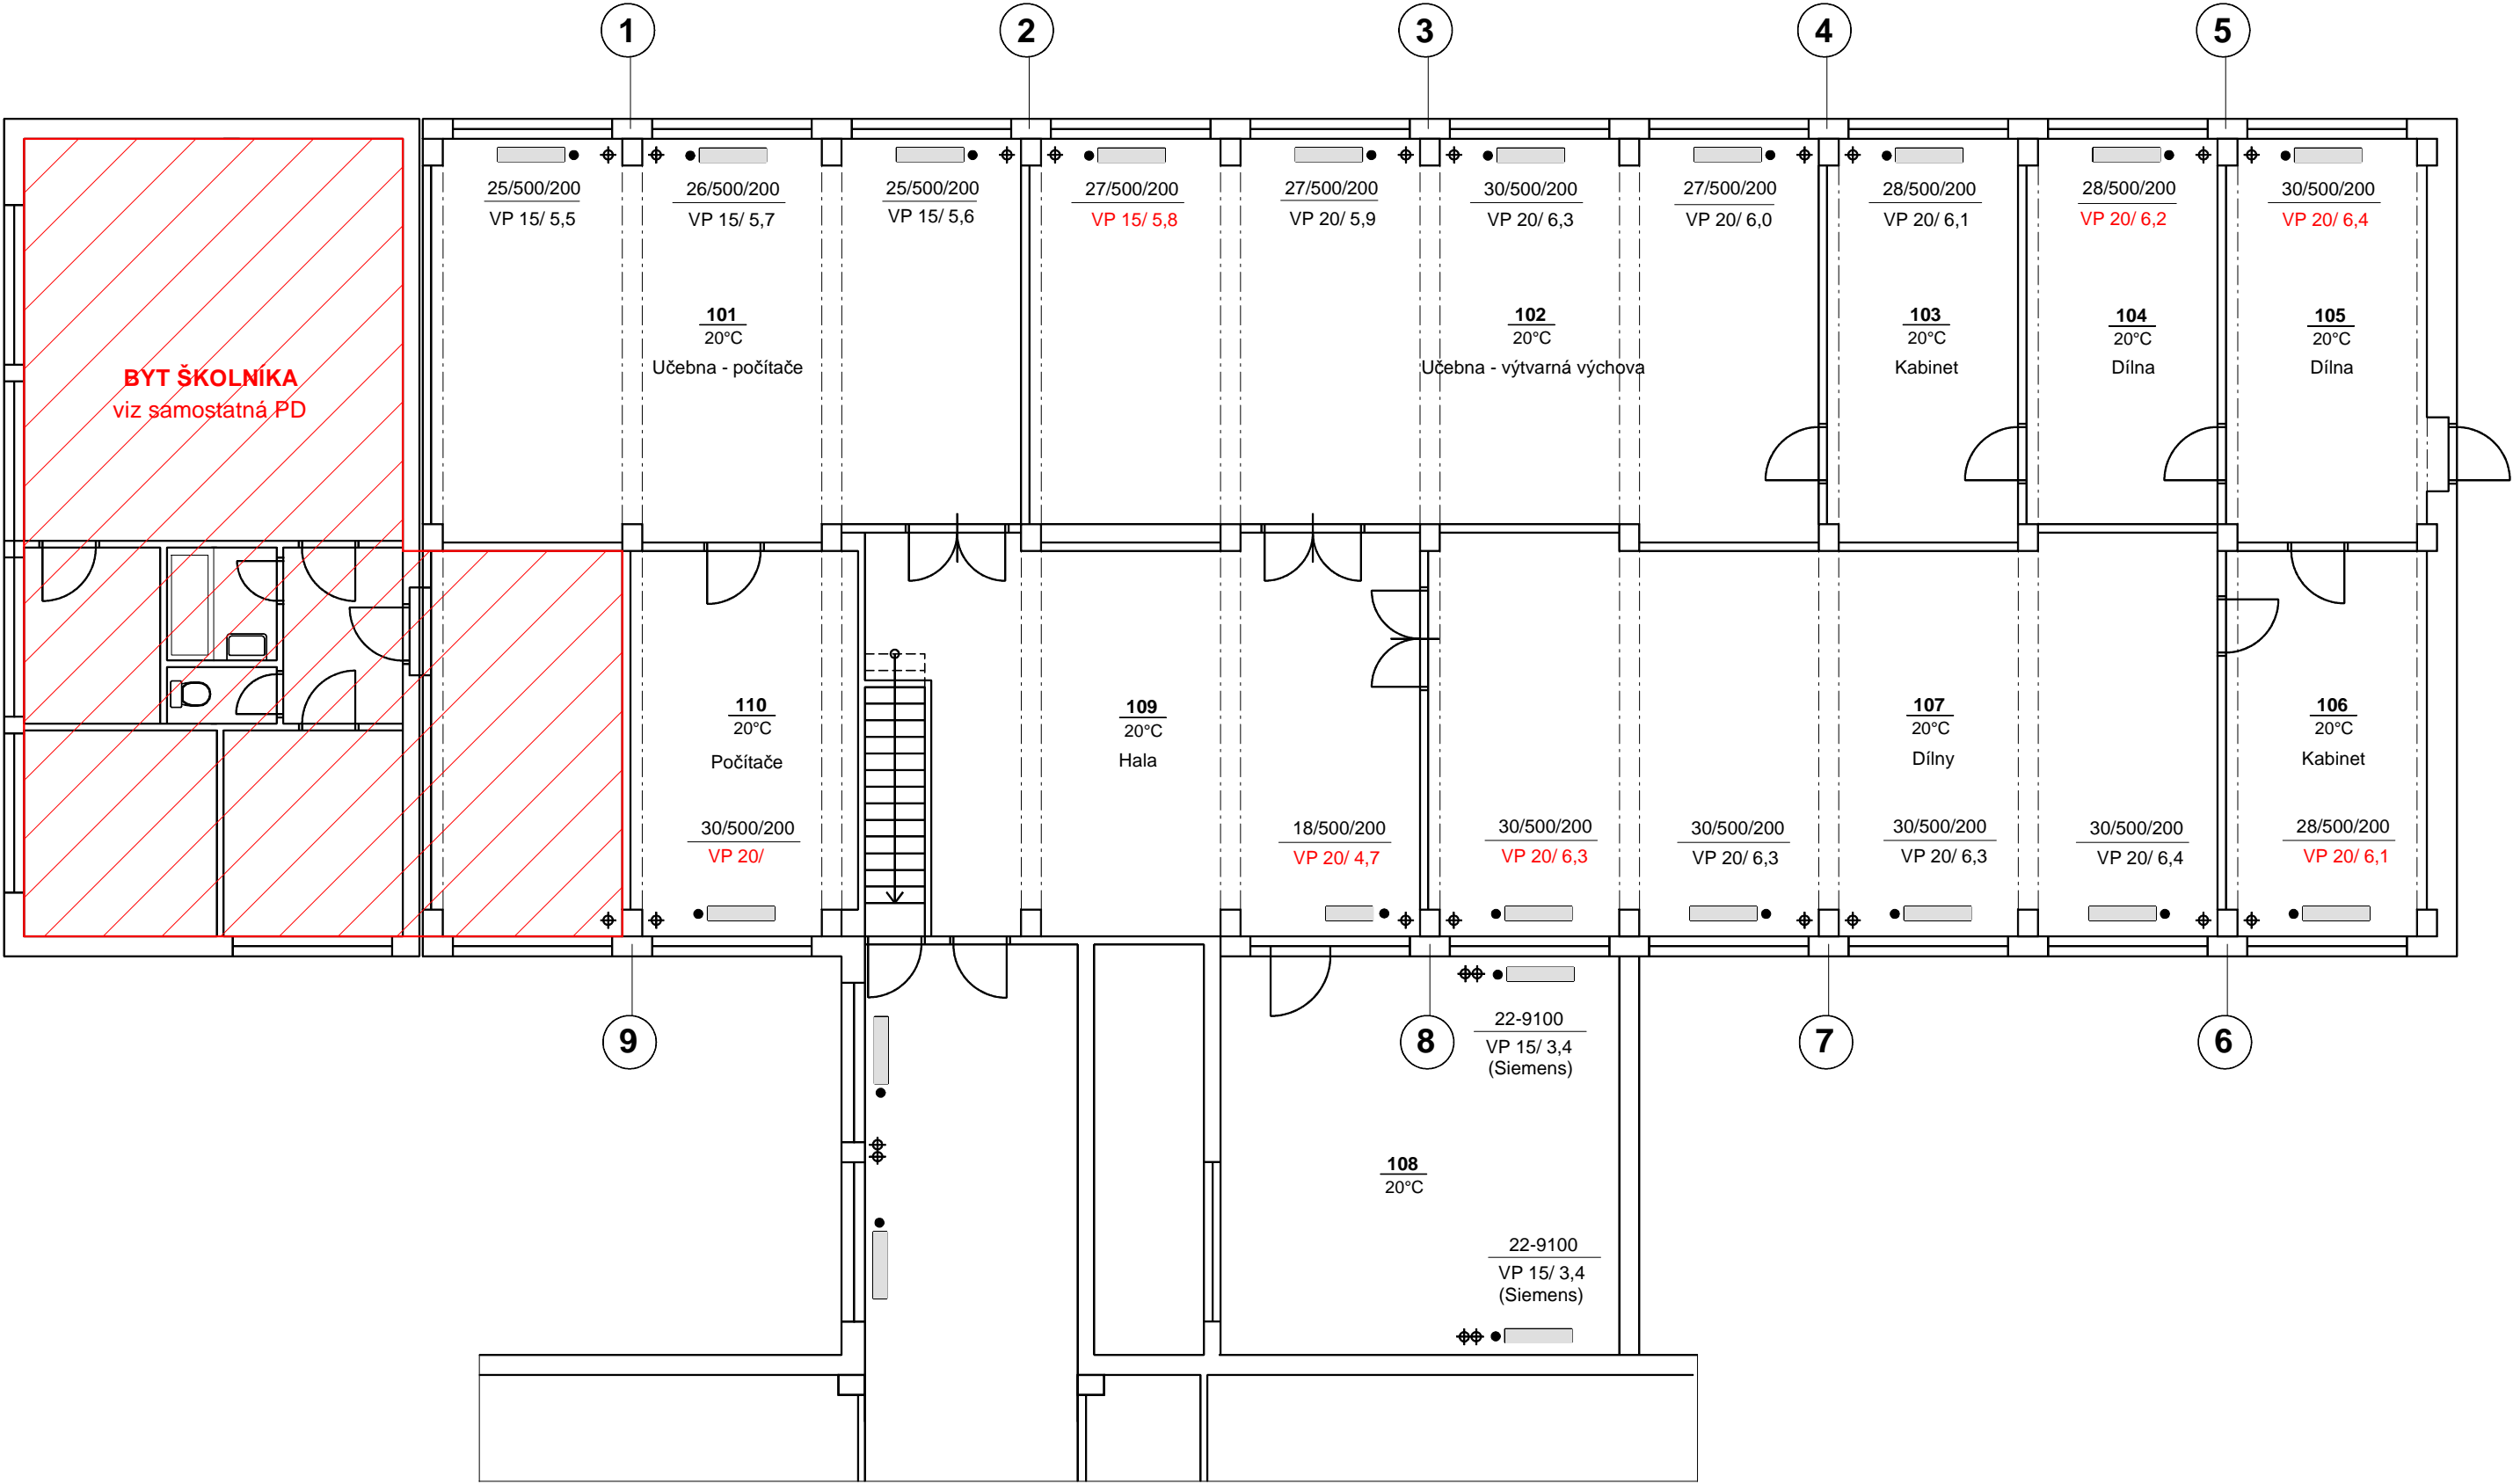 1
2
3
4
5
25/500/200
VP 15/ 5,5
26/500/200
VP 15/ 5,7
25/500/200
VP 15/ 5,6
27/500/200
VP 15/ 5,8
27/500/200
VP 20/ 5,9
30/500/200
VP 20/ 6,3
27/500/200
VP 20/ 6,0
28/500/200
VP 20/ 6,1
28/500/200
VP 20/ 6,2
30/500/200
VP 20/ 6,4
101
20°C
Učebna - počítače
102
20°C
Učebna - výtvarná výchova
103
20°C
Kabinet
104
20°C
Dílna
105
20°C
Dílna
BYT ŠKOLNIKA
viz samostatná PD
110
20°C
Počítače
109
20°C
Hala
107
20°C
Dílny
106
20°C
Kabinet
30/500/200
VP 20/
18/500/200
VP 20/ 4,7
30/500/200
VP 20/ 6,3
30/500/200
VP 20/ 6,3
30/500/200
VP 20/ 6,3
30/500/200
VP 20/ 6,4
28/500/200
VP 20/ 6,1
9
8
7
6
22-9100
VP 15/ 3,4
(Siemens)
108
20°C
22-9100
VP 15/ 3,4
(Siemens)